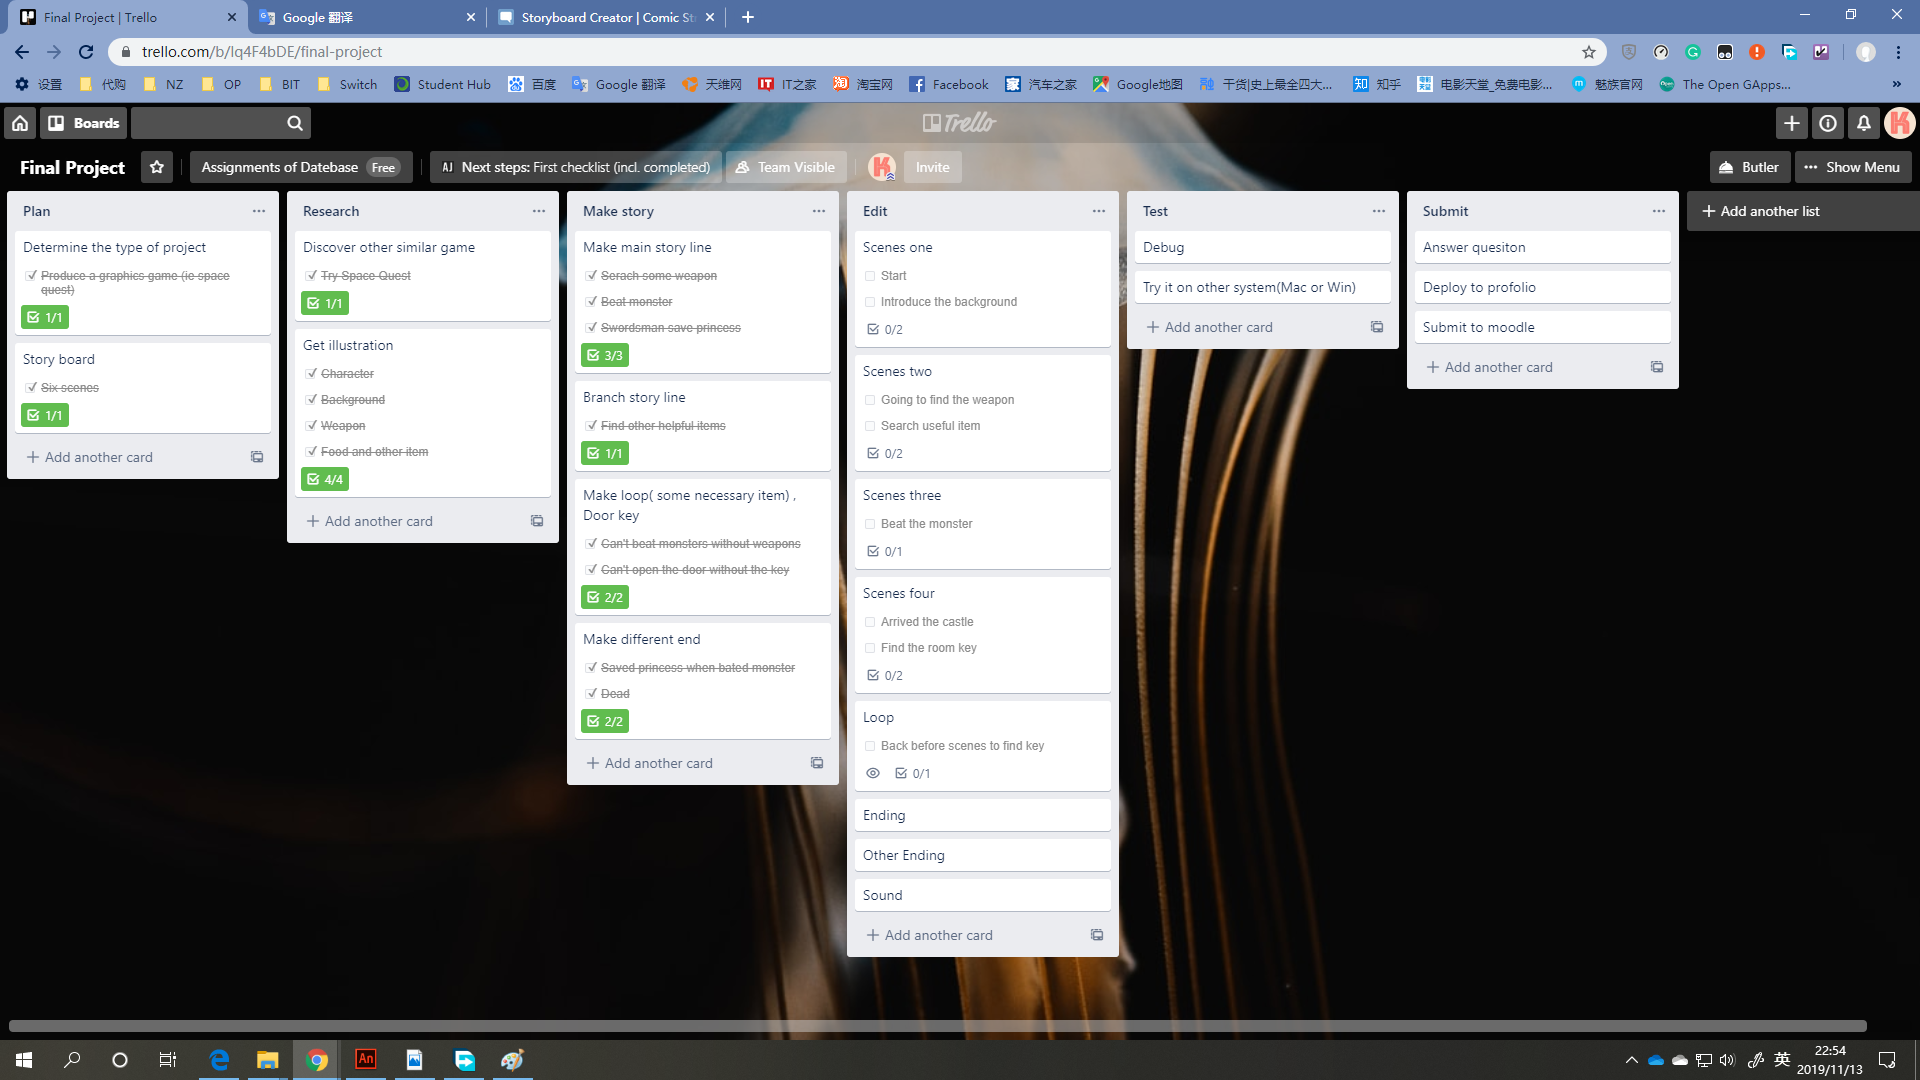 Final Project | Trello
Google 翻译
Storyboard Creator | Comic St
trello.com/b/lq4F4bDE/final-project
设置
代购
NZ
OP
BIT
Switch
Student Hub
百度
Google 翻译
天维网
IT之家
淘宝网
Facebook
汽车之家
Google地图
干货|史上最全四大...
知乎
电影天堂_免费电影...
魅族官网
The Open GApps...
Boards
Trello
Final Project
Assignments of Datebase Free
Next steps: First checklist (incl. completed)
Team Visible
Invite
Butler
Show Menu
Plan
Determine the type of project
Produce a graphics game (ie space
quest)
1/1
Story board
Six scenes
1/1
Add another card
Research
Discover other similar game
Try Space Quest
1/1
Get illustration
Character
Background
Weapon
Food and other item
4/4
Add another card
Make story
Make main story line
Serach some weapon
Beat monster
Swordsman save princess
3/3
Branch story line
Find other helpful items
1/1
Make loop( some necessary item) ,
Door key
Can't beat monsters without weapons
Can't open the door without the key
2/2
Make different end
Saved princess when bated monster
Dead
2/2
Add another card
Edit
Scenes one
Start
Introduce the background
0/2
Scenes two
Going to find the weapon
Search useful item
0/2
Scenes three
Beat the monster
0/1
Scenes four
Arrived the castle
Find the room key
0/2
Loop
Back before scenes to find key
0/1
Ending
Other Ending
Sound
Add another card
Test
Debug
Try it on other system(Mac or Win)
Add another card
Submit
Answer quesiton
Deploy to profolio
Submit to moodle
Add another card
Add another list
An
英
22:54
2019/11/13